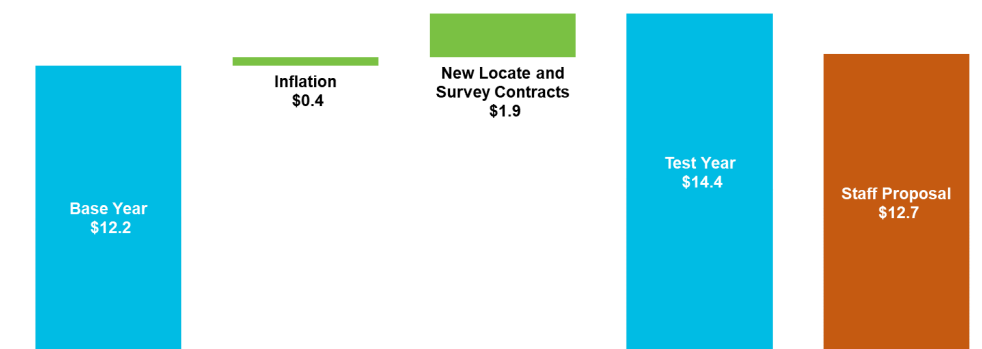 Base Year
$12.2
Inflation
$0.4
New Locate and
Survey Contracts
$1.9
Test Year
$14.4
Staff Proposal
$12.7